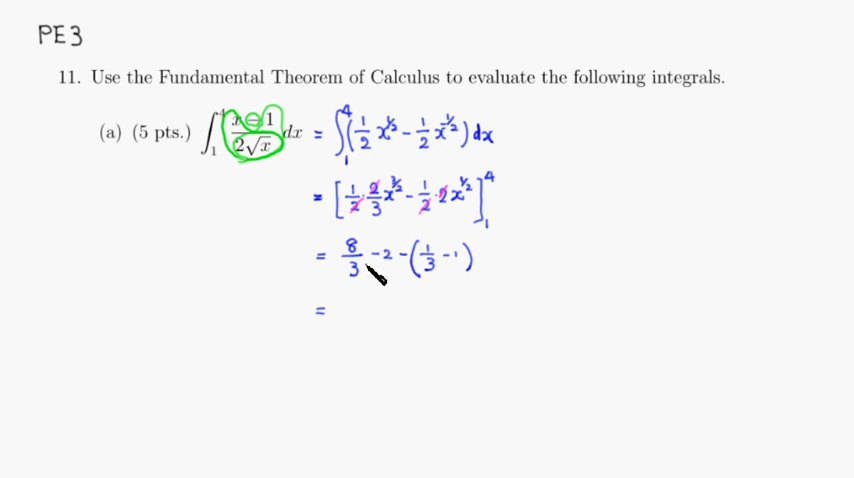 PE3
11. Use the Fundamental Theorem of Calculus to evaluate the following integrals.
(a) (5 pts.) ∫₁⁴ (x−1)/(2√x) dx = ∫₁⁴ (1/2 x^{1/2} − 1/2 x^{-1/2}) dx
= [1/2 · 2/3 x^{3/2} − 1/2 · 2x^{1/2}]₁⁴
= 8/3 − 2 − (1/3 − 1)
=